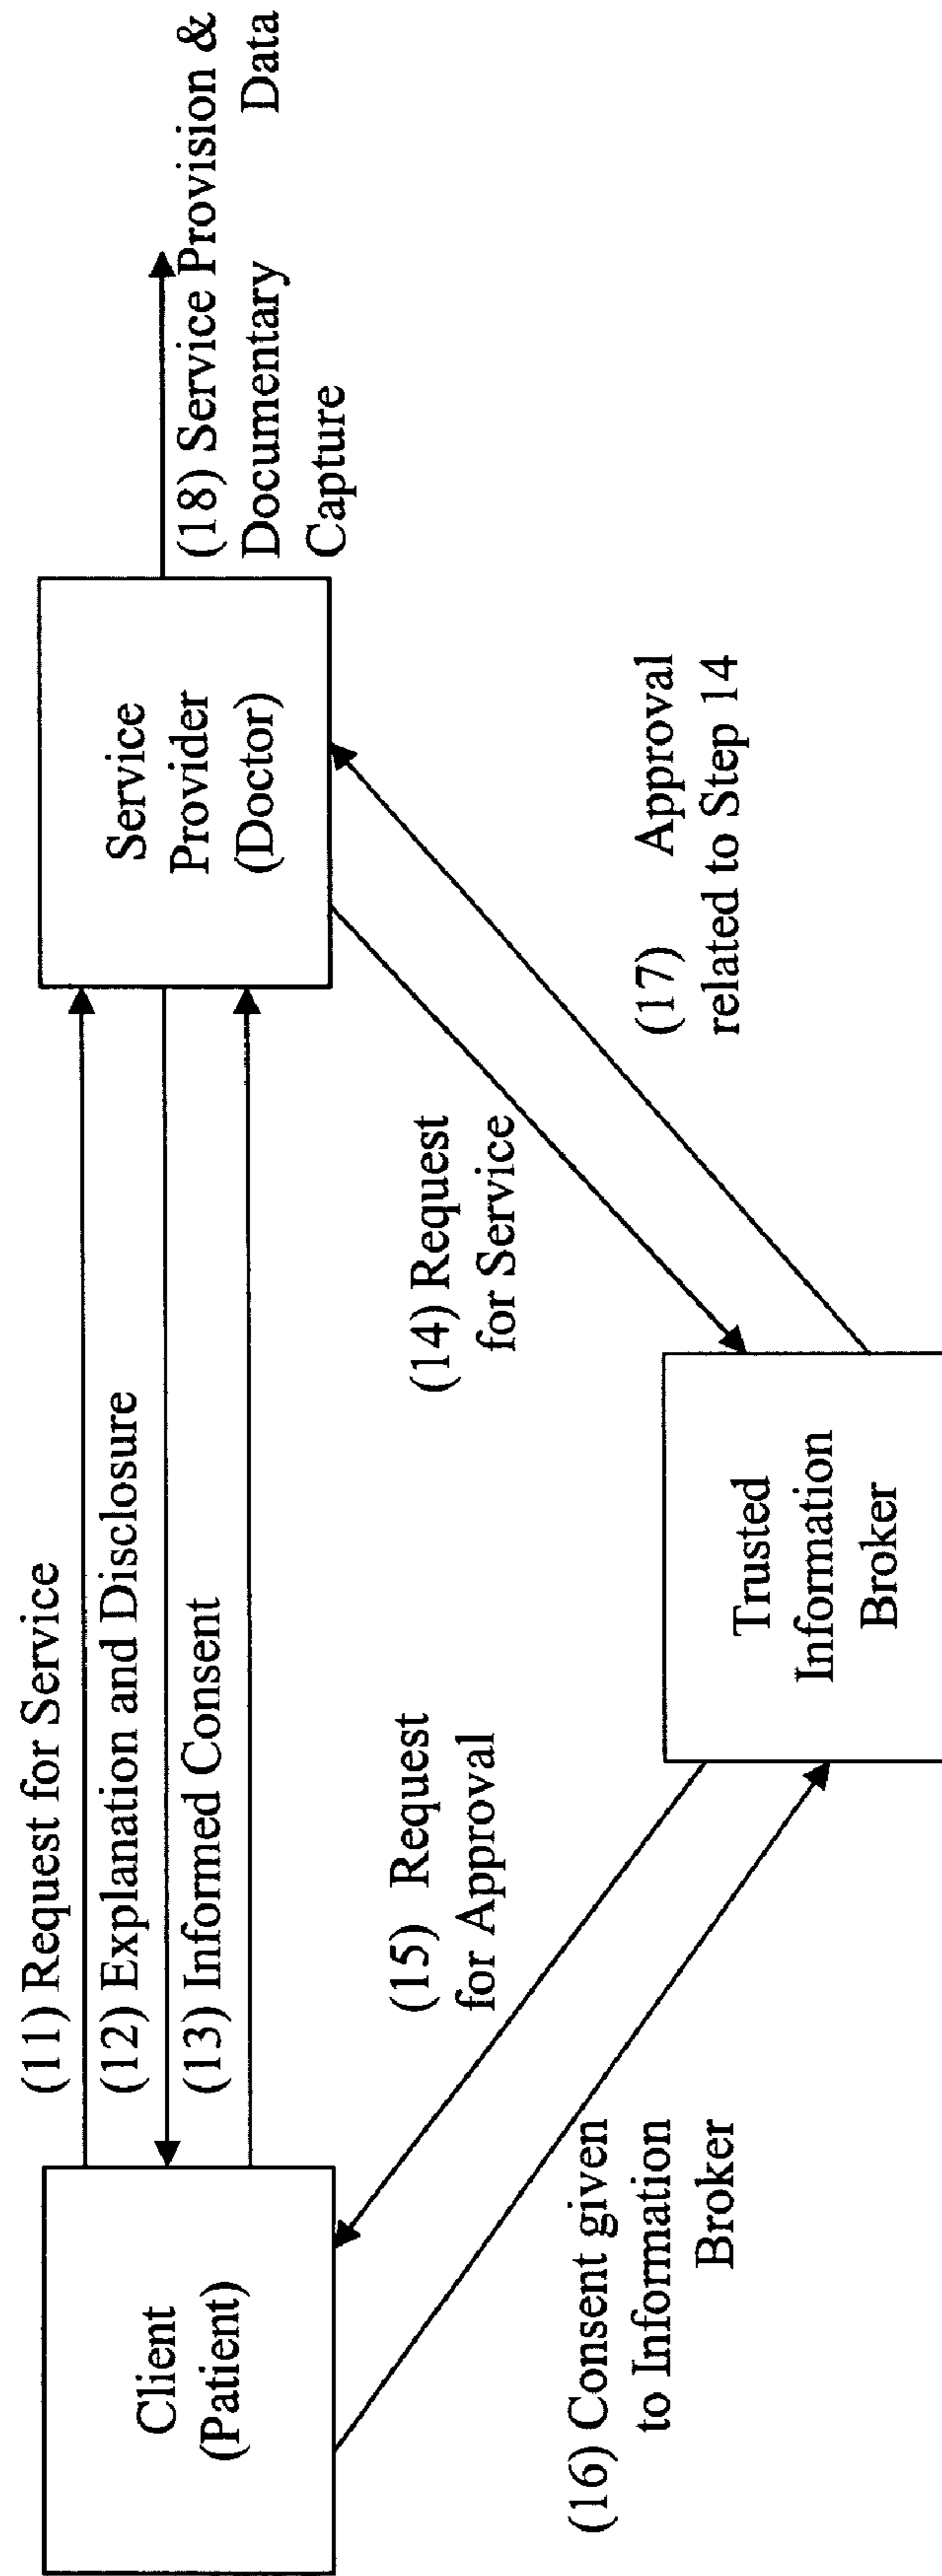 (11) Request for Service
(12) Explanation and Disclosure
(13) Informed Consent
Client
(Patient)
Service
Provider
(Doctor)
(18) Service Provision &
Documentary Data
Capture
(15) Request
for Approval
(14) Request
for Service
(16) Consent given
to Information
Broker
(17) Approval
related to Step 14
Trusted
Information
Broker